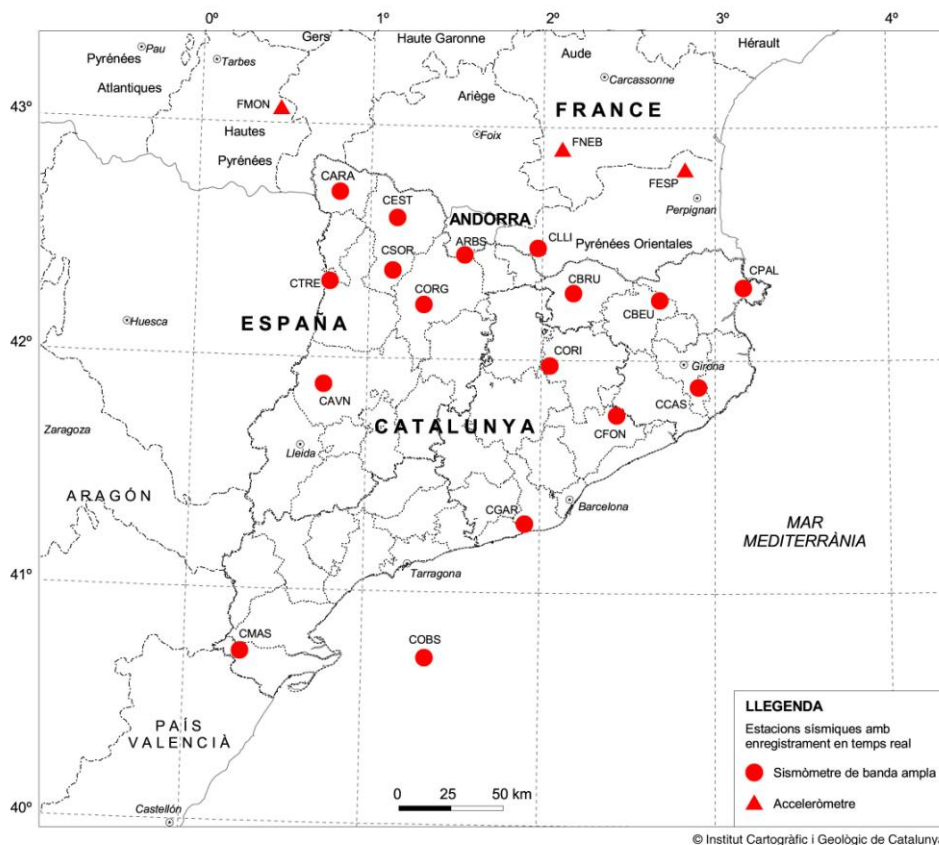 0º 1º 2º 3º 4º
Gers
Haute Garonne
Aude
Hérault
Pau
Pyrénées
Tarbes
Atlantiques
Carcassonne
Ariège
43º
FMON
FRANCE
Hautes
Foix
FNEB
Pyrénées
CARA
FESP
CEST
Perpignan
ANDORRA
ARBS
CLLI
Pyrénées Orientales
CSOR
CPAL
CTRE
CORG
CBRU
CBEU
ESPAÑA
Huesca
42º
CORI
Girona
CAVN
CCAS
CATALUNYA
CFON
Zaragoza
Lleida
ARAGÓN
CGAR
Barcelona
MAR
MEDITERRÀNIA
Tarragona
41º
CMAS
COBS
PAÍS
VALENCIÀ
LLEGENDA
Estacions sísmiques amb
enregistrament en temps real
Sismòmetre de banda ampla
Acceleròmetre
0 25 50 km
40º
Castellón
© Institut Cartogràfic i Geològic de Catalunya